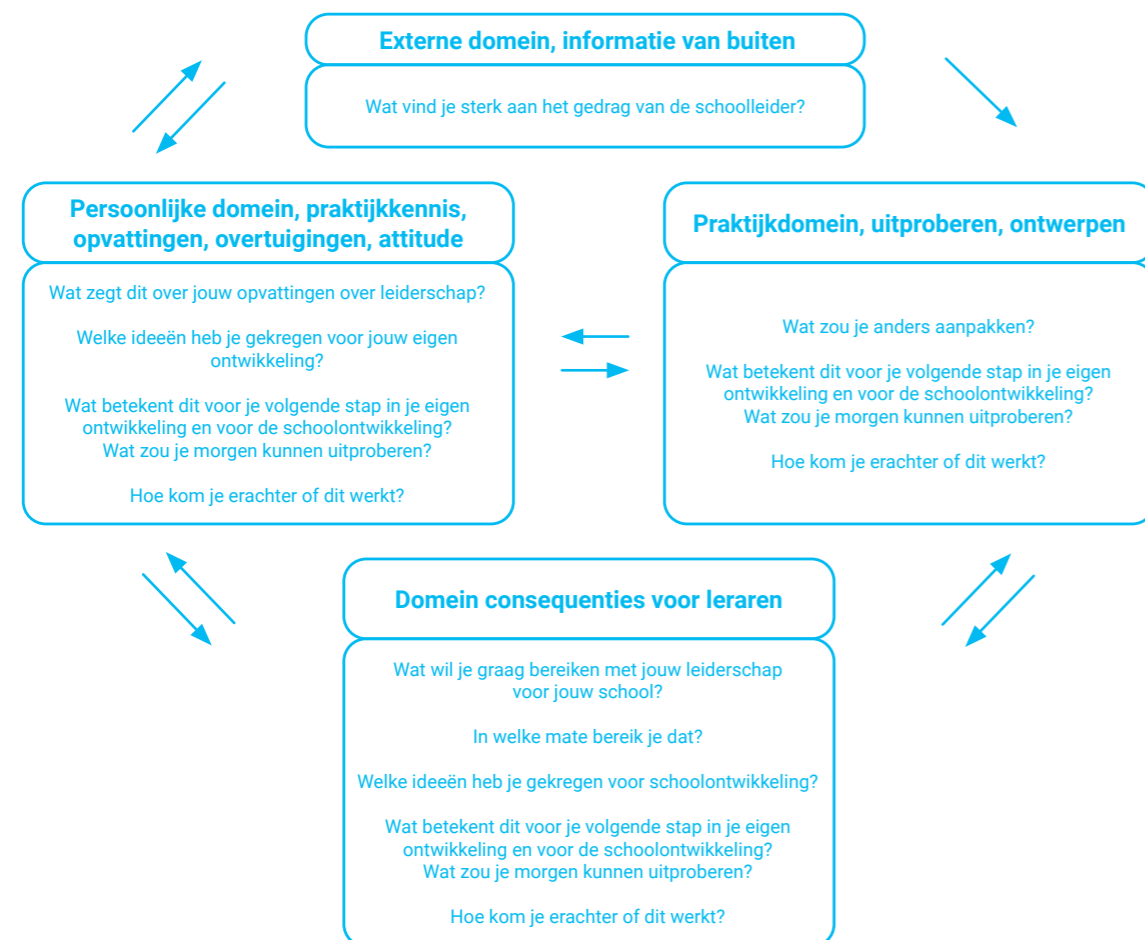 Externe domein, informatie van buiten
Wat vind je sterk aan het gedrag van de schoolleider?
Persoonlijke domein, praktijkkennis,
opvattingen, overtuigingen, attitude
Wat zegt dit over jouw opvattingen over leiderschap?
Welke ideeën heb je gekregen voor jouw eigen
ontwikkeling?
Wat betekent dit voor je volgende stap in je eigen
ontwikkeling en voor de schoolontwikkeling?
Wat zou je morgen kunnen uitproberen?
Hoe kom je erachter of dit werkt?
Praktijkdomein, uitproberen, ontwerpen
Wat zou je anders aanpakken?
Wat betekent dit voor je volgende stap in je eigen
ontwikkeling en voor de schoolontwikkeling?
Wat zou je morgen kunnen uitproberen?
Hoe kom je erachter of dit werkt?
Domein consequenties voor leraren
Wat wil je graag bereiken met jouw leiderschap
voor jouw school?
In welke mate bereik je dat?
Welke ideeën heb je gekregen voor schoolontwikkeling?
Wat betekent dit voor je volgende stap in je eigen
ontwikkeling en voor de schoolontwikkeling?
Wat zou je morgen kunnen uitproberen?
Hoe kom je erachter of dit werkt?